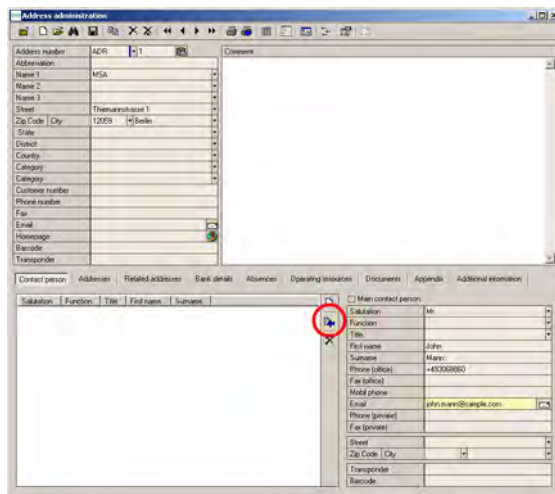 Address administration
Address number ADR 1 Comment
Abbreviation
Name 1 MSA
Name 2
Name 3
Street Thiemannstrasse 1
Zip Code City 12059 Berlin
State
District
Country
Category
Category
Customer number
Phone number
Fax
Email
Homepage
Barcode
Transponder
Contact person Addresses Related addresses Bank details Absences Operating resources Documents Appendix Additional information
Salutation Function Title First name Surname
Main contact person
Salutation Mr
Function
Title
First name John
Surname Mann
Phone (office) +493068860
Fax (office)
Mobil phone
Email john.mann@sample.com
Phone (private)
Fax (private)
Street
Zip Code City
Transponder
Barcode